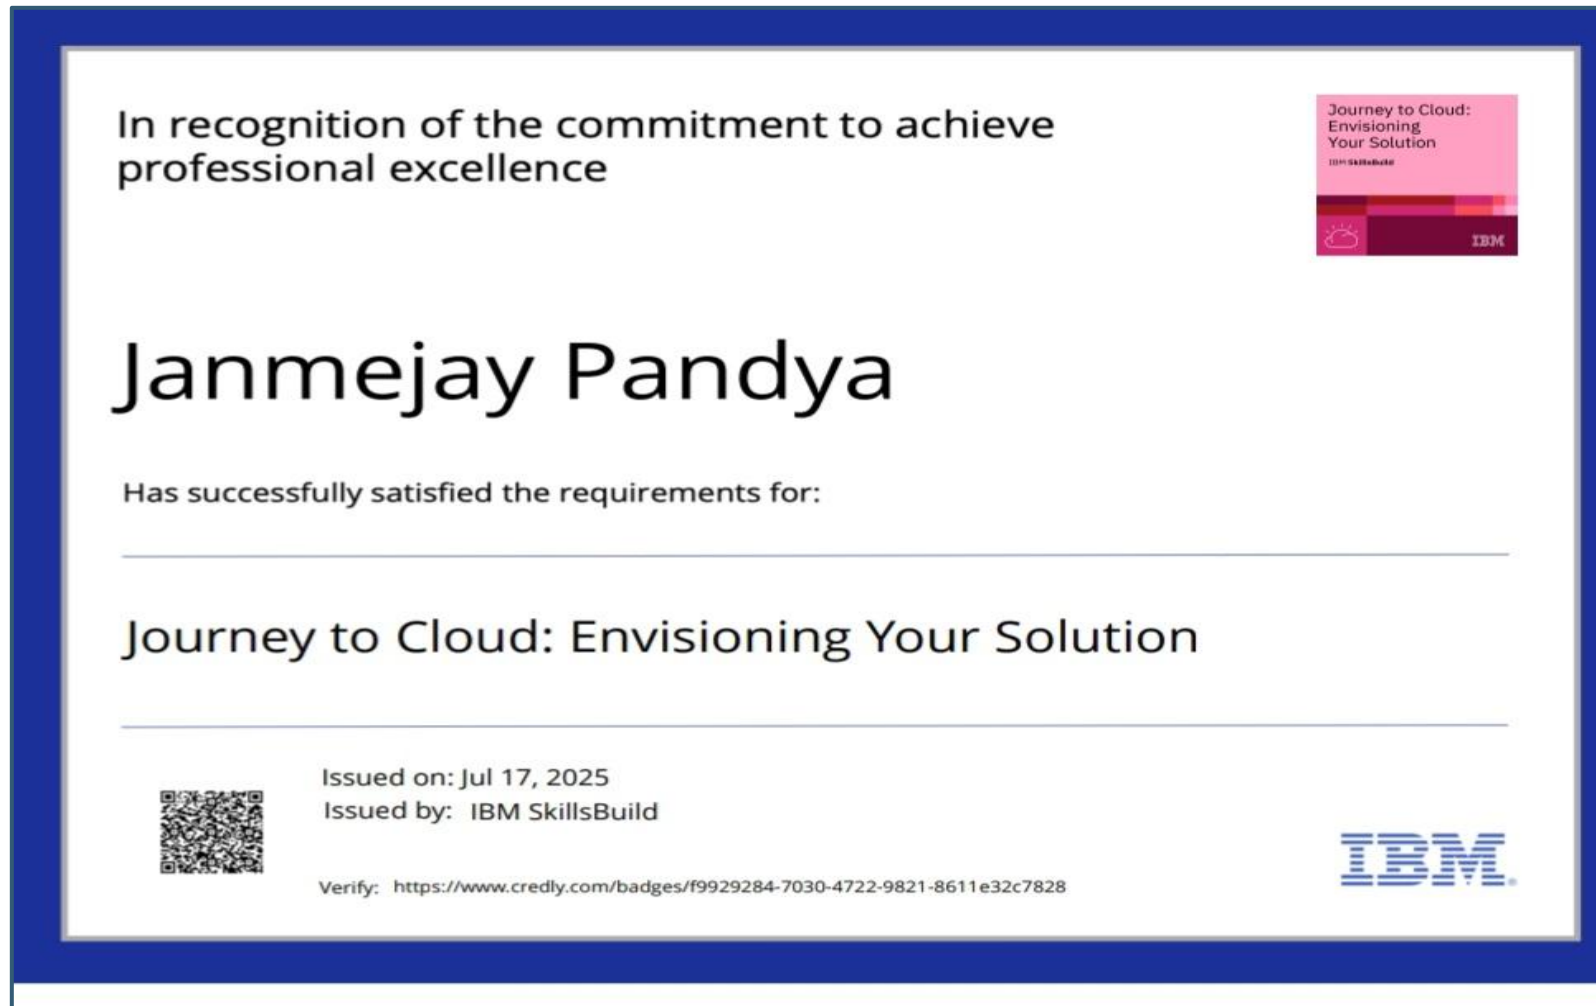 In recognition of the commitment to achieve
professional excellence
Journey to Cloud:
Envisioning
Your Solution
IBM SkillsBuild
IBM
Janmejay Pandya
Has successfully satisfied the requirements for:
Journey to Cloud: Envisioning Your Solution
Issued on: Jul 17, 2025
Issued by: IBM SkillsBuild
Verify: https://www.credly.com/badges/f9929284-7030-4722-9821-8611e32c7828
IBM.